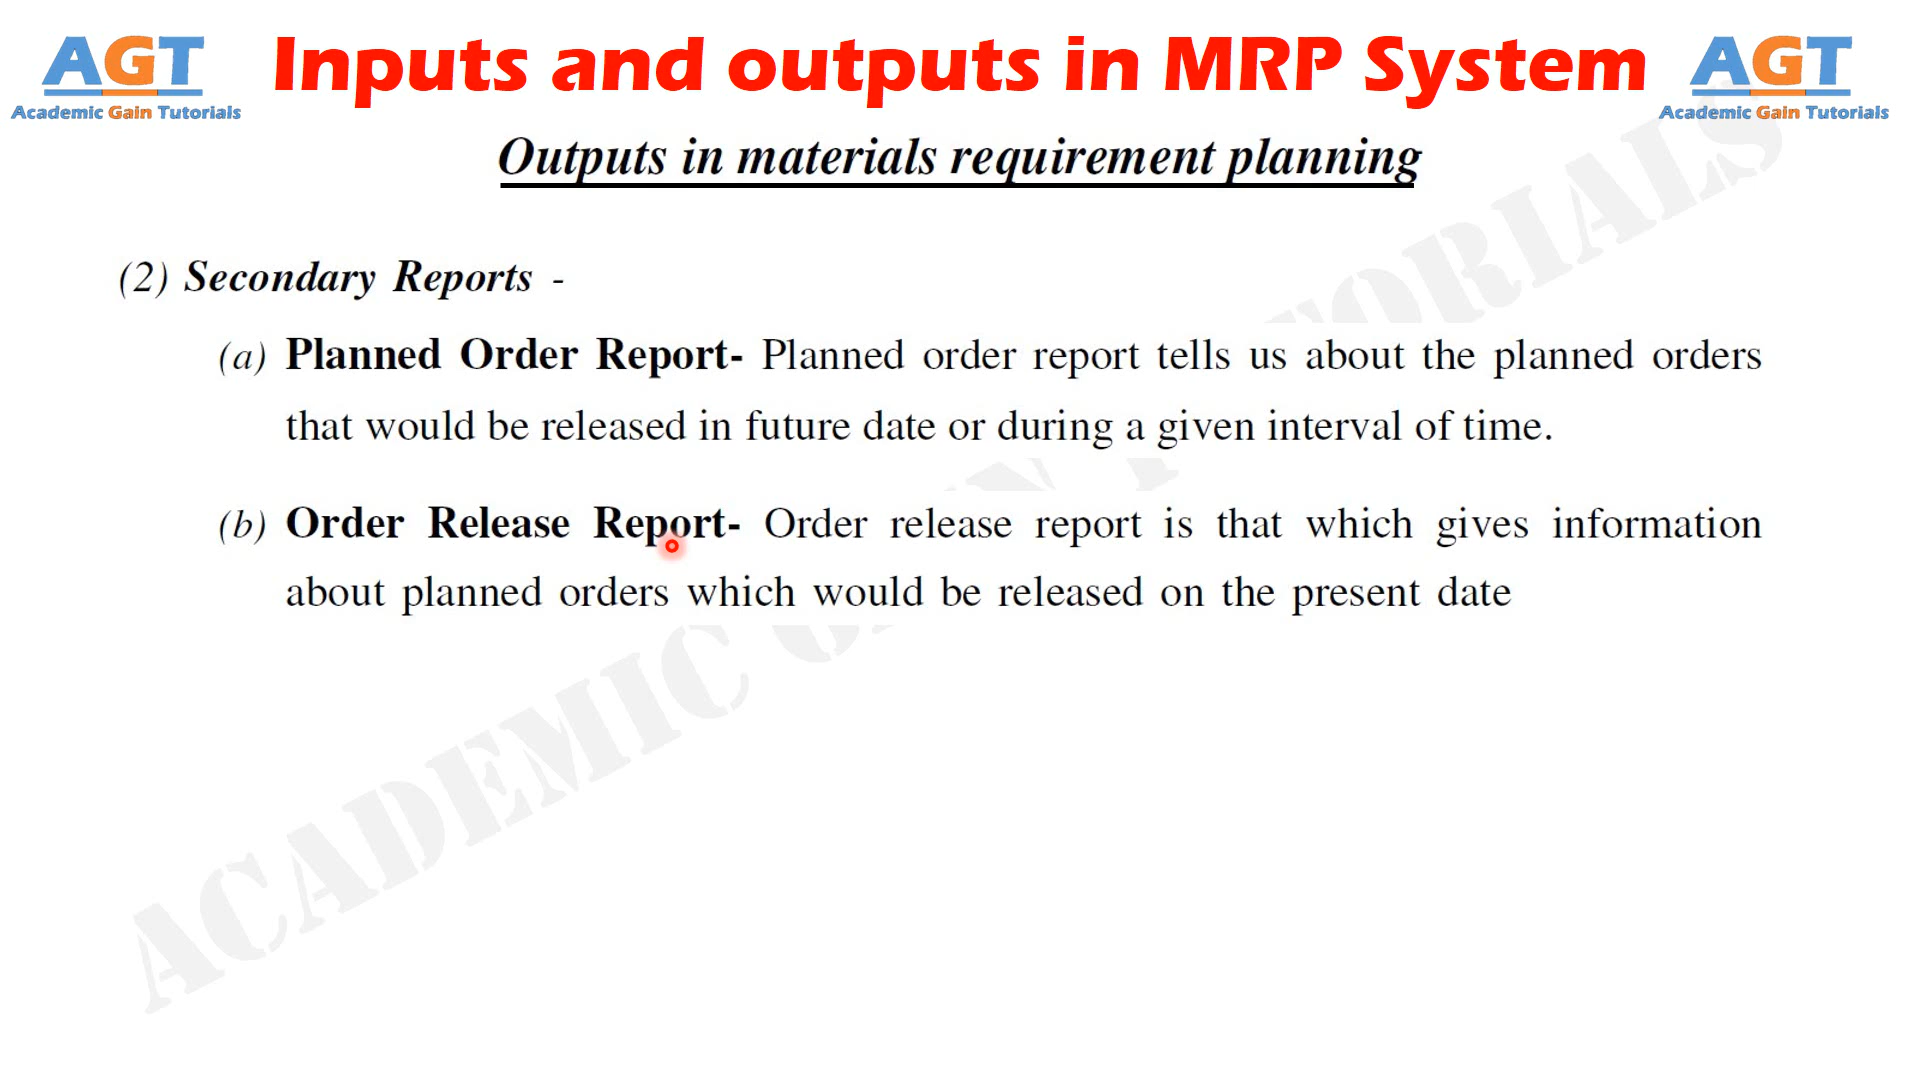 AGT
Academic Gain Tutorials
Inputs and outputs in MRP System
AGT
Academic Gain Tutorials
Outputs in materials requirement planning
(2) Secondary Reports -
(a) Planned Order Report- Planned order report tells us about the planned orders
that would be released in future date or during a given interval of time.
(b) Order Release Report- Order release report is that which gives information
about planned orders which would be released on the present date
ACADEMIC GAIN TUTORIALS